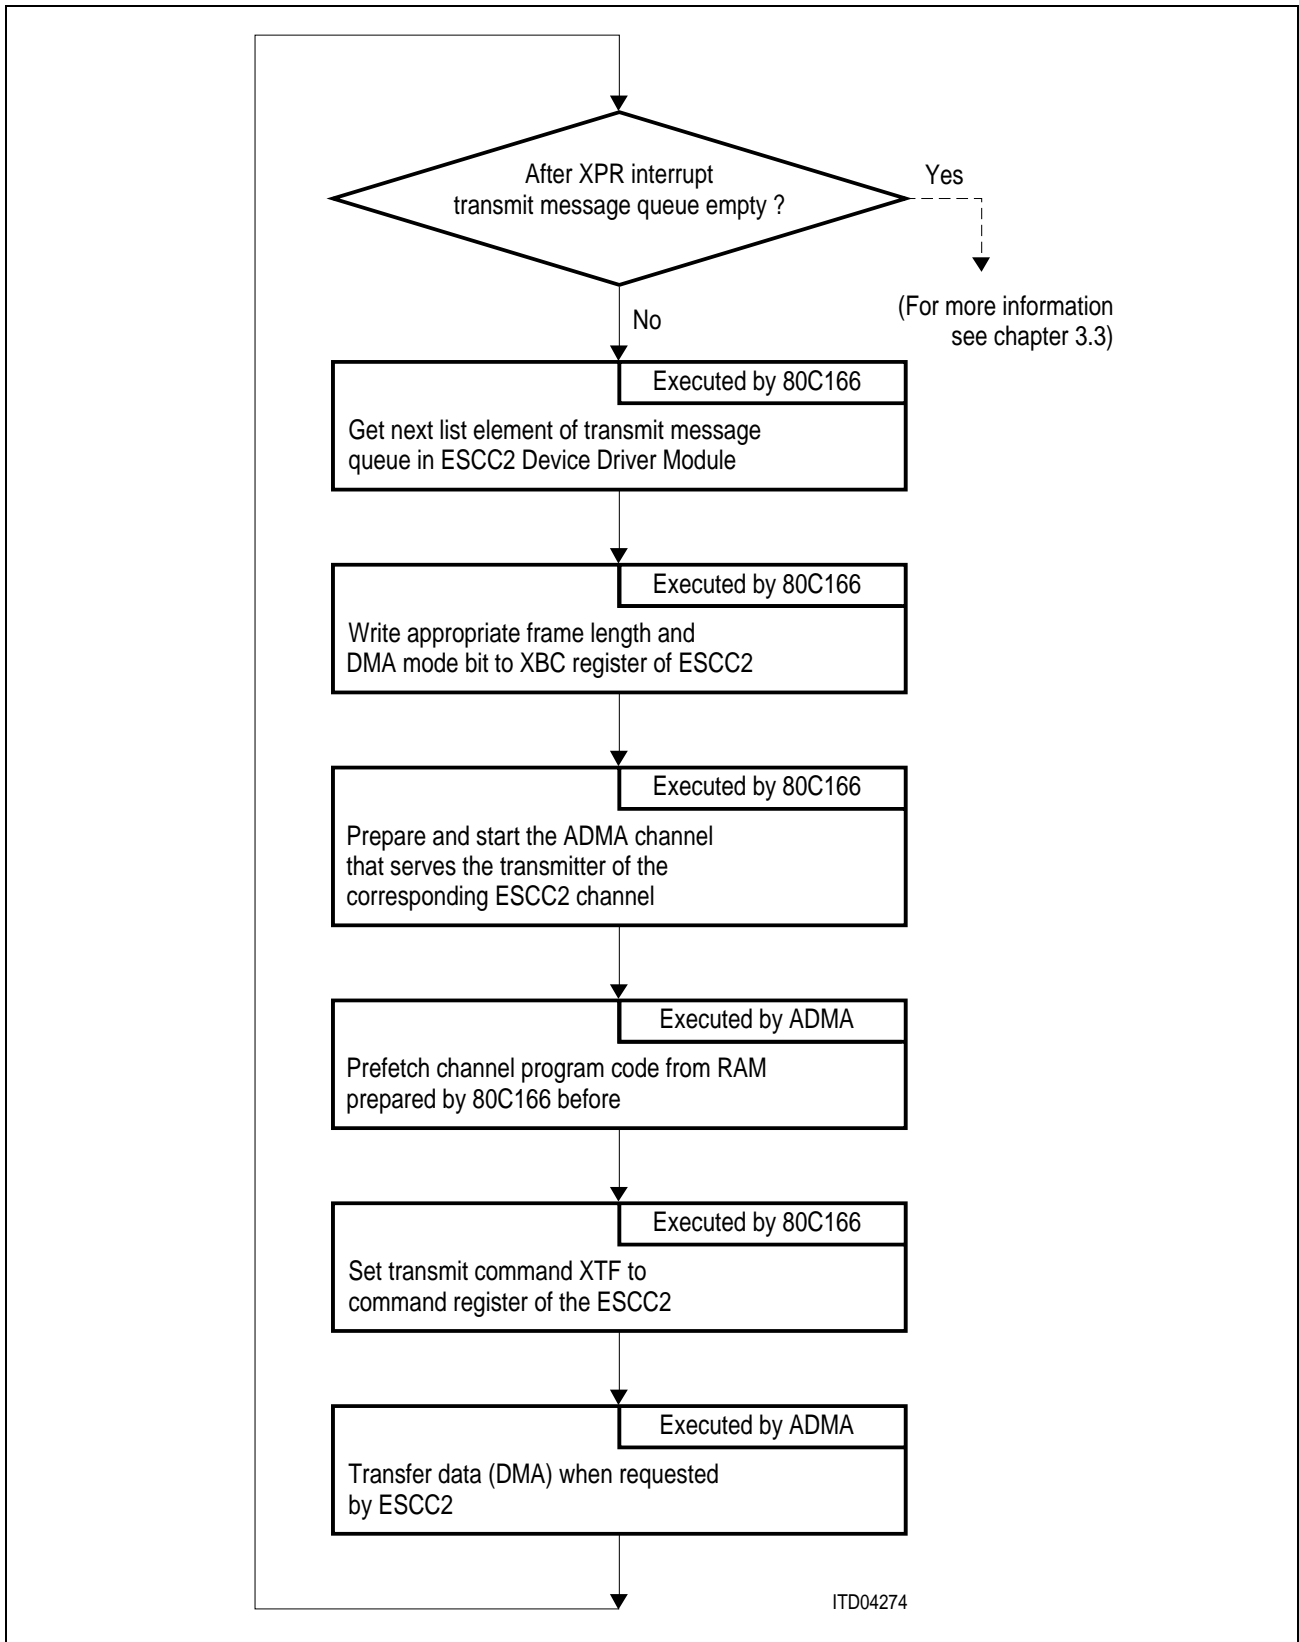 After XPR interrupt
transmit message queue empty ?
Yes
(For more information
see chapter 3.3)
No
Executed by 80C166
Get next list element of transmit message
queue in ESCC2 Device Driver Module
Executed by 80C166
Write appropriate frame length and
DMA mode bit to XBC register of ESCC2
Executed by 80C166
Prepare and start the ADMA channel
that serves the transmitter of the
corresponding ESCC2 channel
Executed by ADMA
Prefetch channel program code from RAM
prepared by 80C166 before
Executed by 80C166
Set transmit command XTF to
command register of the ESCC2
Executed by ADMA
Transfer data (DMA) when requested
by ESCC2
ITD04274